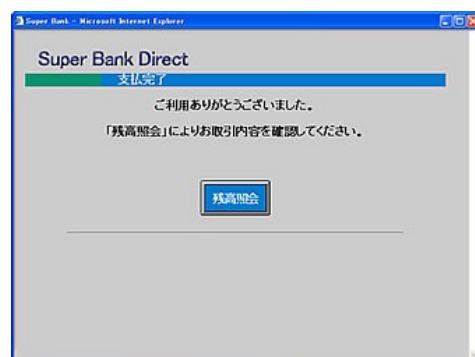 Super Bank - Microsoft Internet Explorer
Super Bank Direct
支払完了
ご利用ありがとうございました。
「残高照会」によりお取引内容を確認してください。
残高照会